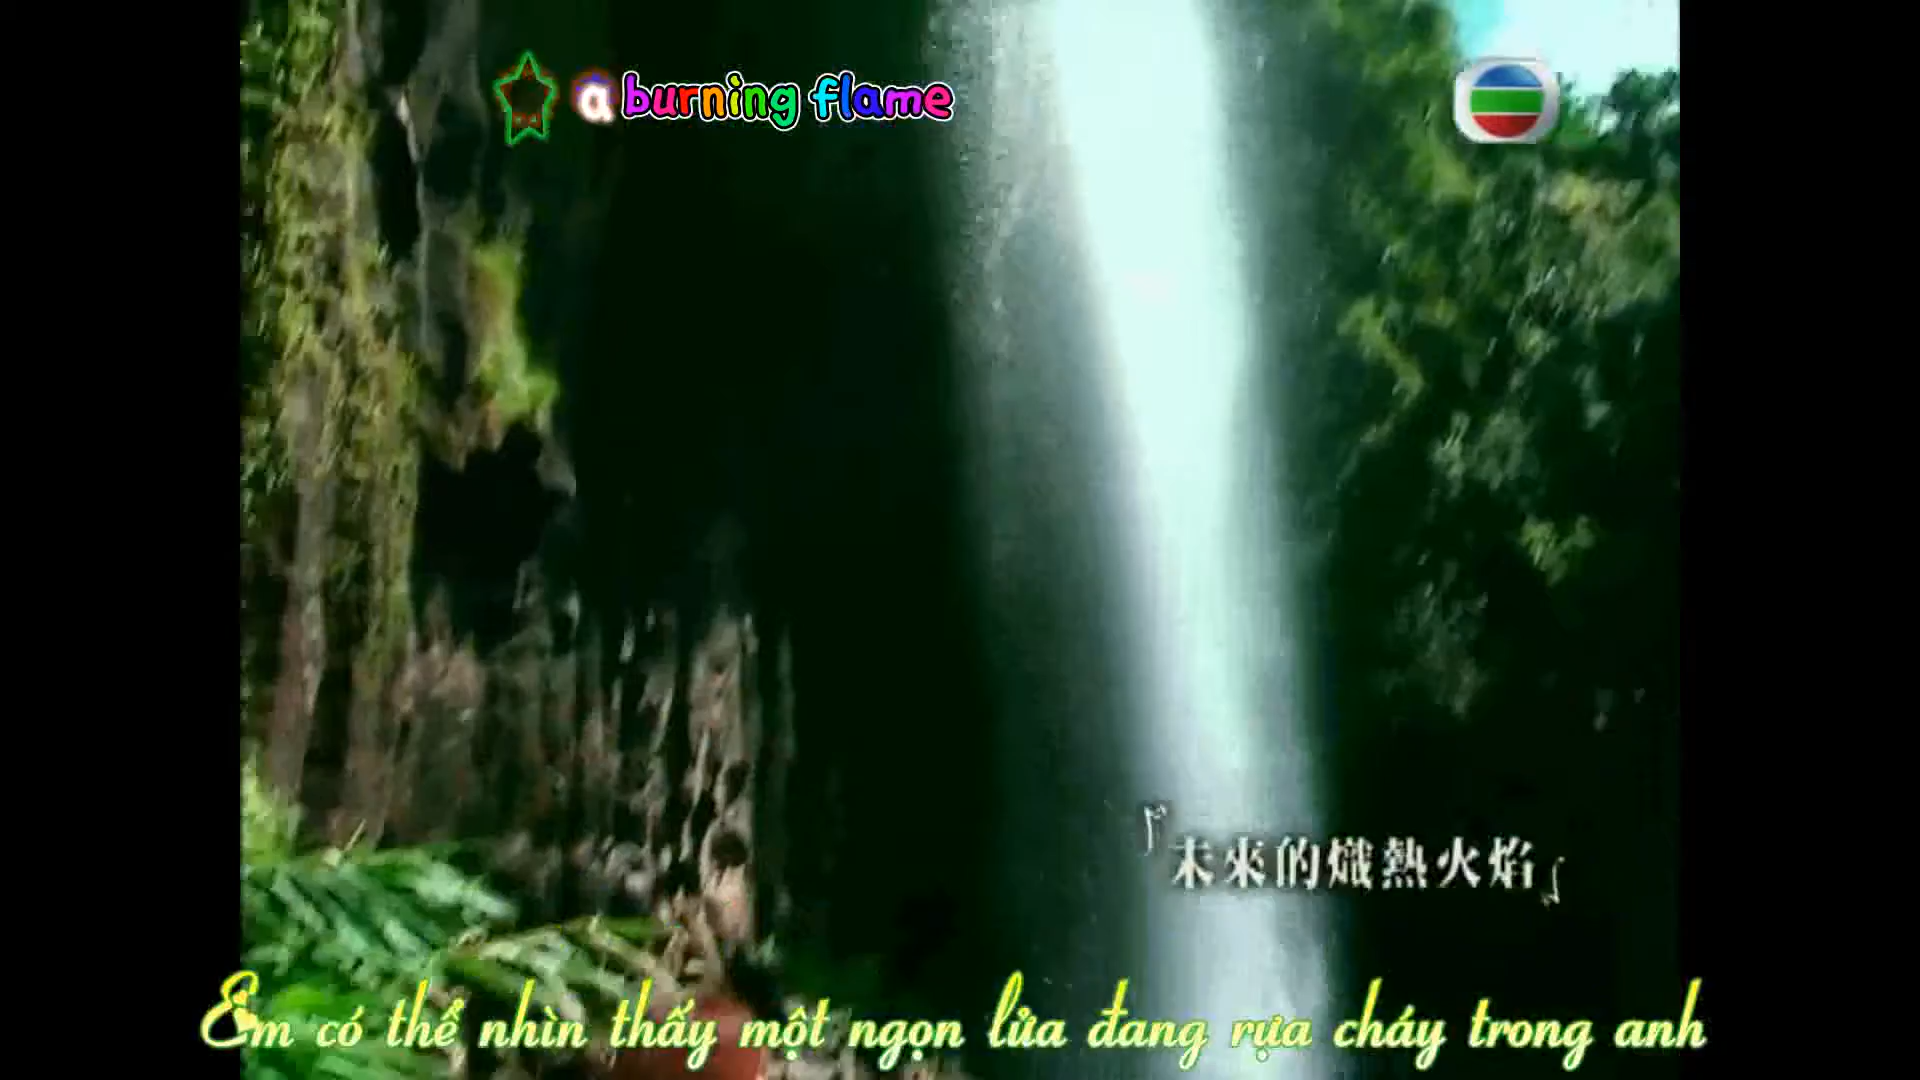 a burning flame
『未來的熾熱火焰』
Em có thể nhìn thấy một ngọn lửa đang rựa cháy trong anh